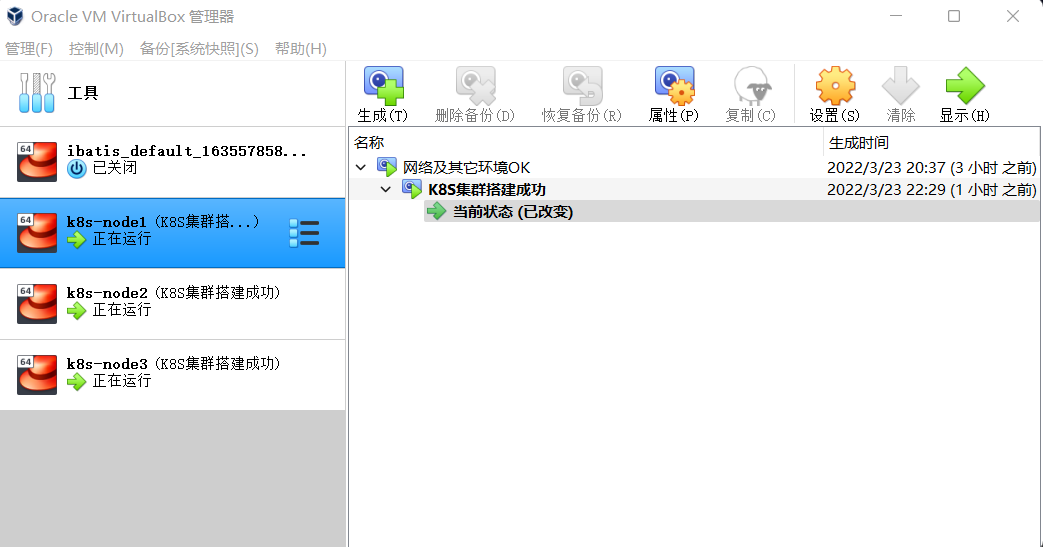 Oracle VM VirtualBox 管理器
管理(F) 控制(M) 备份[系统快照](S) 帮助(H)
工具
生成(T) 删除备份(D) 恢复备份(R) 属性(P) 复制(C) 设置(S) 清除 显示(H)
名称 生成时间
64 ibatis_default_163557858...
已关闭
网络及其它环境OK 2022/3/23 20:37 (3 小时 之前)
K8S集群搭建成功 2022/3/23 22:29 (1 小时 之前)
当前状态 (已改变)
64 k8s-node1 (K8S集群搭...)
正在运行
64 k8s-node2 (K8S集群搭建成功)
正在运行
64 k8s-node3 (K8S集群搭建成功)
正在运行